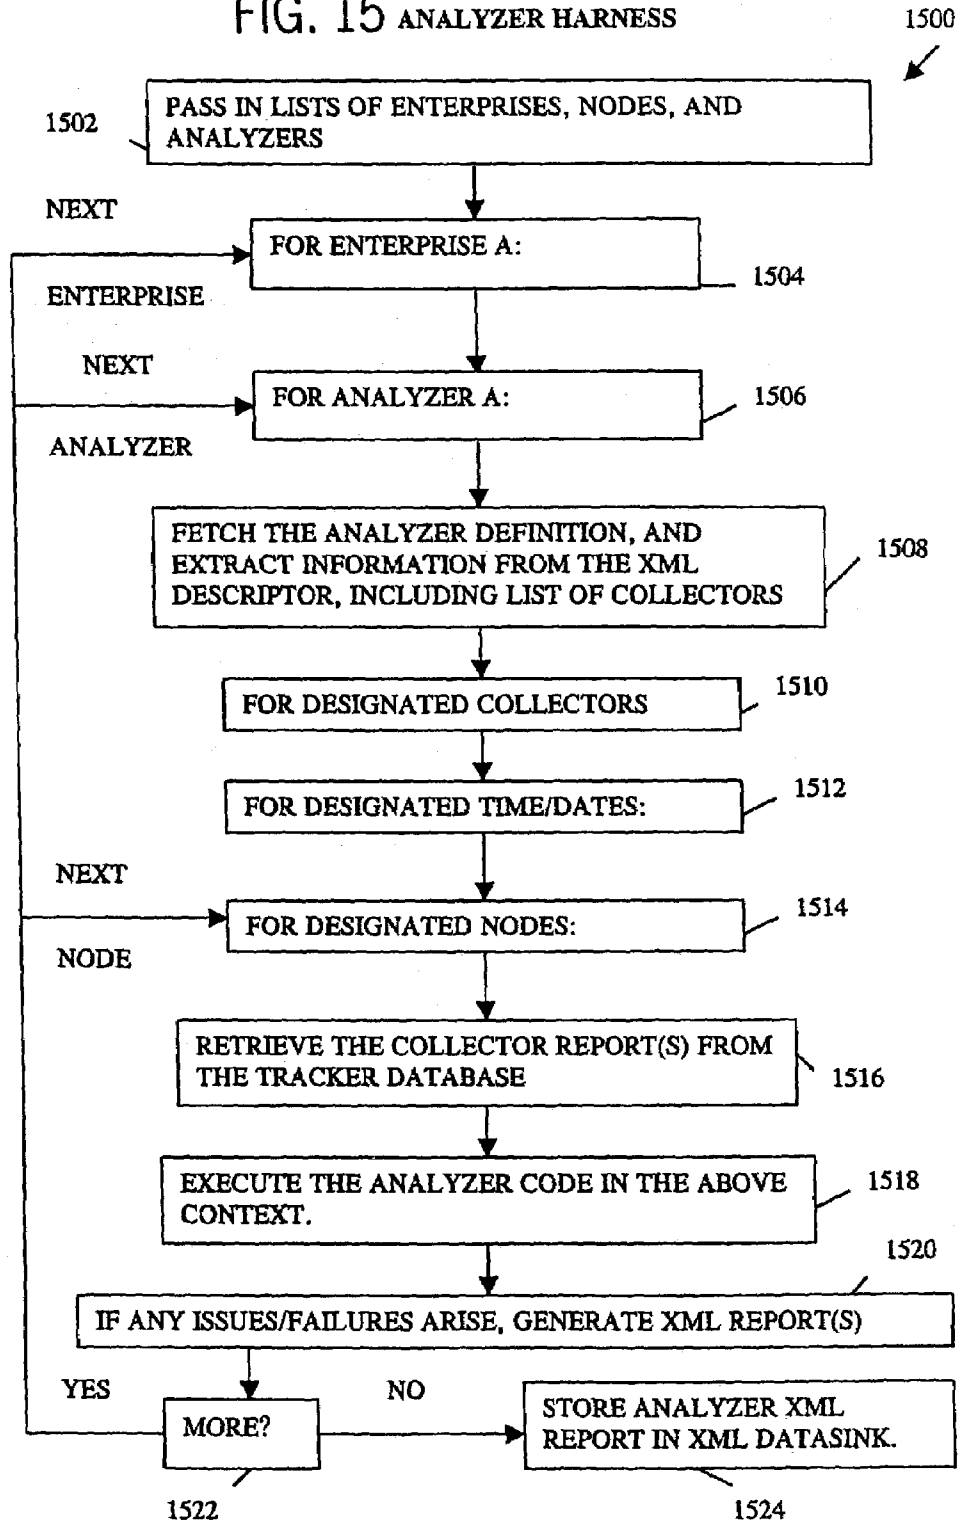 FIG. 15 ANALYZER HARNESS
1500
1502
PASS IN LISTS OF ENTERPRISES, NODES, AND
ANALYZERS
NEXT
ENTERPRISE
FOR ENTERPRISE A:
1504
NEXT
ANALYZER
FOR ANALYZER A:
1506
FETCH THE ANALYZER DEFINITION, AND
EXTRACT INFORMATION FROM THE XML
DESCRIPTOR, INCLUDING LIST OF COLLECTORS
1508
FOR DESIGNATED COLLECTORS
1510
FOR DESIGNATED TIME/DATES:
1512
NEXT
NODE
FOR DESIGNATED NODES:
1514
RETRIEVE THE COLLECTOR REPORT(S) FROM
THE TRACKER DATABASE
1516
EXECUTE THE ANALYZER CODE IN THE ABOVE
CONTEXT.
1518
1520
IF ANY ISSUES/FAILURES ARISE, GENERATE XML REPORT(S)
YES
MORE?
NO
STORE ANALYZER XML
REPORT IN XML DATASINK.
1522
1524